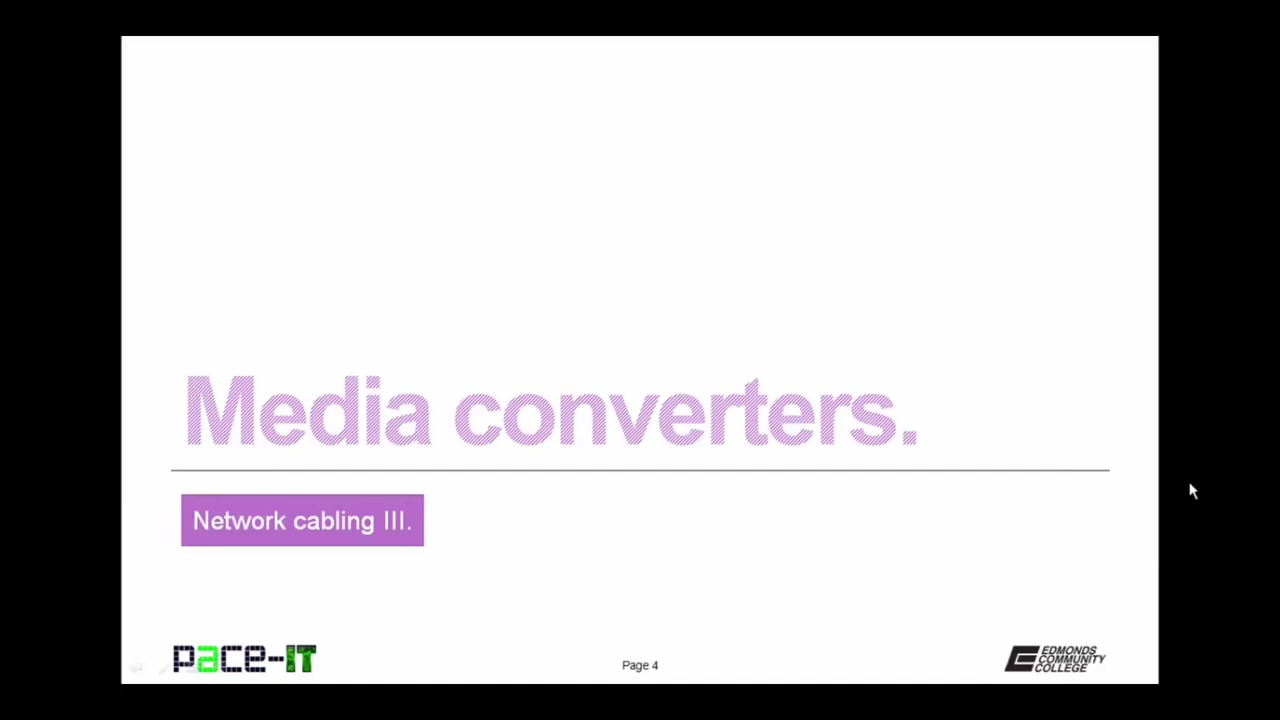 Media converters.
Network cabling III.
pace-IT
Page 4
EDMONDS
COMMUNITY
COLLEGE